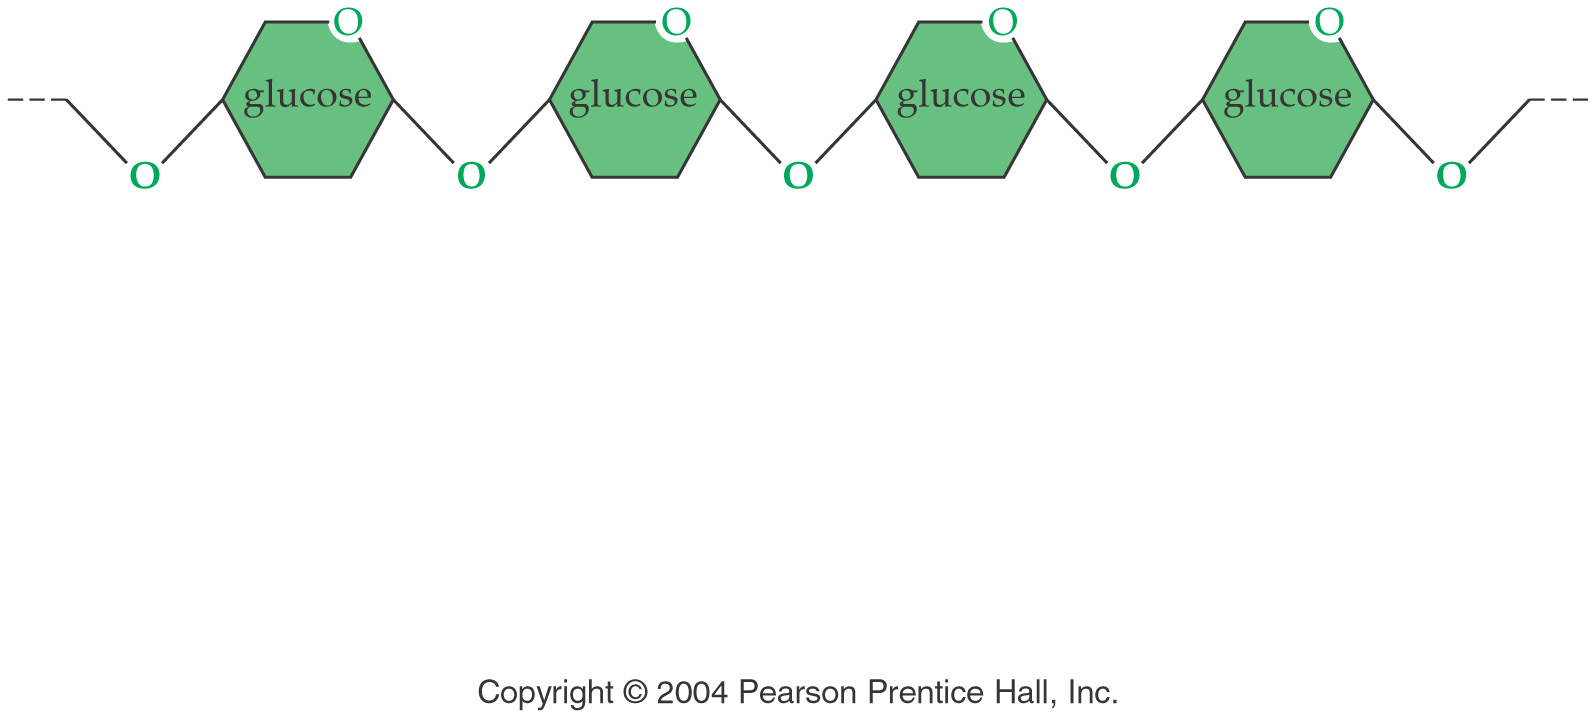 O O O O
glucose glucose glucose glucose
O O O O O
Copyright © 2004 Pearson Prentice Hall, Inc.